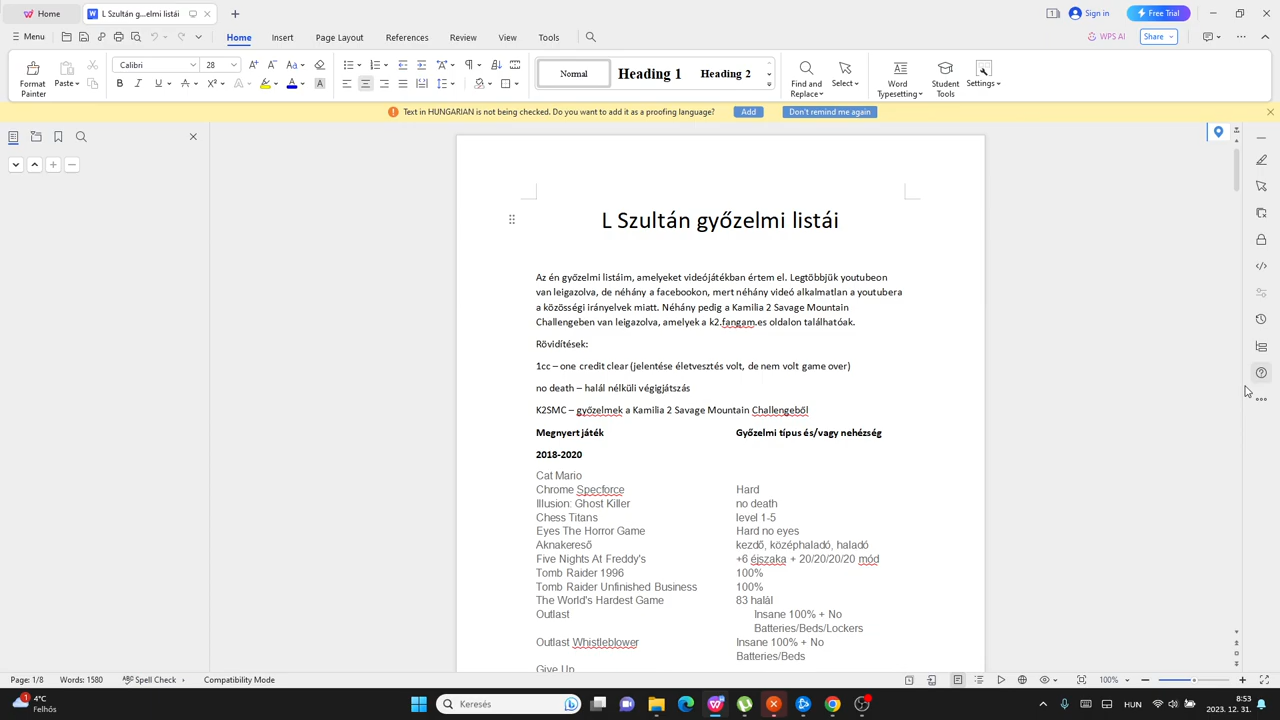 Home
L Szultán g...elmi listái
Sign in
Free Trial
Menu
Home
Insert
Page Layout
References
Review
View
Tools
WPS AI
Share
Format Painter
Paste
Calibri
28
Normal
Heading 1
Heading 2
Find and Replace
Select
Word Typesetting
Student Tools
Settings
Text in HUNGARIAN is not being checked. Do you want to add it as a proofing language?
Add
Don't remind me again
L Szultán győzelmi listái
Az én győzelmi listáim, amelyeket videójátékban értem el. Legtöbbjük youtubeon
van leigazolva, de néhány a facebookon, mert néhány videó alkalmatlan a youtubera
a közösségi irányelvek miatt. Néhány pedig a Kamilia 2 Savage Mountain
Challengeben van leigazolva, amelyek a k2.fangam.es oldalon találhatóak.
Rövidítések:
1cc – one credit clear (jelentése életvesztés volt, de nem volt game over)
no death – halál nélküli végigjátszás
K2SMC – győzelmek a Kamilia 2 Savage Mountain Challengeből
Megnyert játék Győzelmi típus és/vagy nehézség
2018-2020
Cat Mario
Chrome Specforce Hard
Illusion: Ghost Killer no death
Chess Titans level 1-5
Eyes The Horror Game Hard no eyes
Aknakereső kezdő, középhaladó, haladó
Five Nights At Freddy's +6 éjszaka + 20/20/20/20 mód
Tomb Raider 1996 100%
Tomb Raider Unfinished Business 100%
The World's Hardest Game 83 halál
Outlast Insane 100% + No
Batteries/Beds/Lockers
Outlast Whistleblower Insane 100% + No
Batteries/Beds
Give Up
Page: 1/8
Words: 1580
Spell Check
Compatibility Mode
100%
4°C
Felhős
Keresés
HUN
8:53
2023. 12. 31.